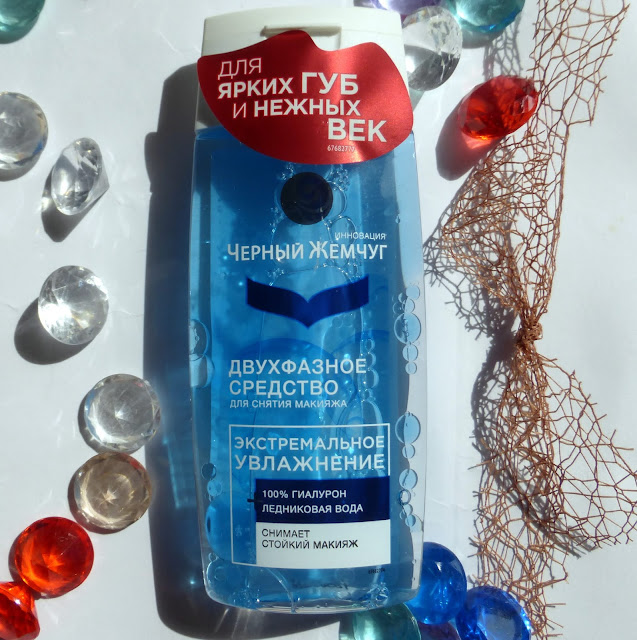 ДЛЯ
ЯРКИХ ГУБ
И НЕЖНЫХ
ВЕК
ИННОВАЦИЯ
ЧЕРНЫЙ ЖЕМЧУГ
ДВУХФАЗНОЕ
СРЕДСТВО
ДЛЯ СНЯТИЯ МАКИЯЖА
ЭКСТРЕМАЛЬНОЕ
УВЛАЖНЕНИЕ
100% ГИАЛУРОН
ЛЕДНИКОВАЯ ВОДА
СНИМАЕТ
СТОЙКИЙ МАКИЯЖ